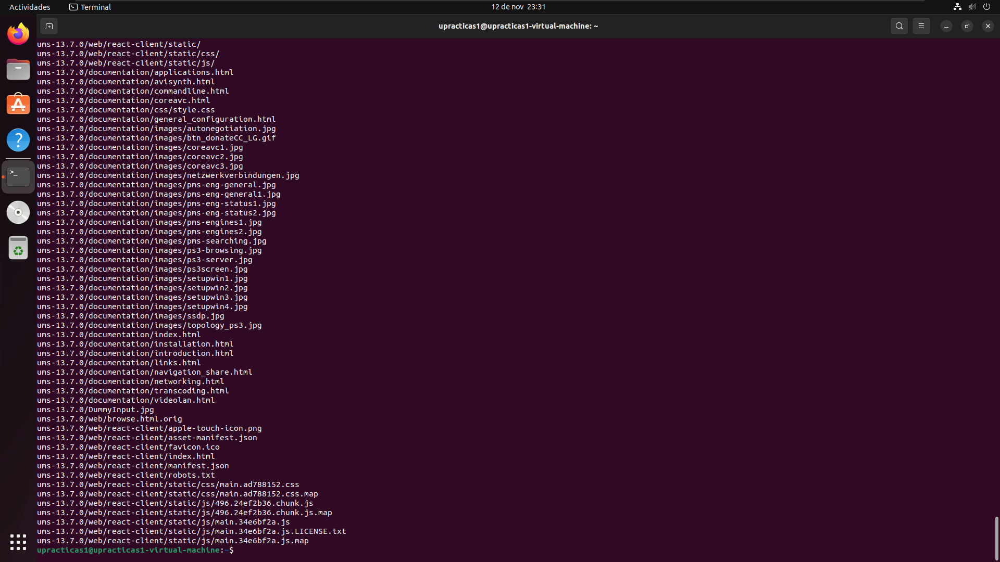 Actividades
Terminal
12 de nov 23:31
upracticas1@upracticas1-virtual-machine: ~
ums-13.7.0/web/react-client/static/
ums-13.7.0/web/react-client/static/css/
ums-13.7.0/web/react-client/static/js/
ums-13.7.0/documentation/applications.html
ums-13.7.0/documentation/avisynth.html
ums-13.7.0/documentation/commandline.html
ums-13.7.0/documentation/coreavc.html
ums-13.7.0/documentation/css/style.css
ums-13.7.0/documentation/general_configuration.html
ums-13.7.0/documentation/images/autonegotiation.jpg
ums-13.7.0/documentation/images/btn_donateCC_LG.gif
ums-13.7.0/documentation/images/coreavc1.jpg
ums-13.7.0/documentation/images/coreavc2.jpg
ums-13.7.0/documentation/images/coreavc3.jpg
ums-13.7.0/documentation/images/netzwerkverbindungen.jpg
ums-13.7.0/documentation/images/pms-eng-general.jpg
ums-13.7.0/documentation/images/pms-eng-general1.jpg
ums-13.7.0/documentation/images/pms-eng-status1.jpg
ums-13.7.0/documentation/images/pms-eng-status2.jpg
ums-13.7.0/documentation/images/pms-engines1.jpg
ums-13.7.0/documentation/images/pms-engines2.jpg
ums-13.7.0/documentation/images/pms-searching.jpg
ums-13.7.0/documentation/images/ps3-browsing.jpg
ums-13.7.0/documentation/images/ps3-server.jpg
ums-13.7.0/documentation/images/ps3screen.jpg
ums-13.7.0/documentation/images/setupwin1.jpg
ums-13.7.0/documentation/images/setupwin2.jpg
ums-13.7.0/documentation/images/setupwin3.jpg
ums-13.7.0/documentation/images/setupwin4.jpg
ums-13.7.0/documentation/images/ssdp.jpg
ums-13.7.0/documentation/images/topology_ps3.jpg
ums-13.7.0/documentation/index.html
ums-13.7.0/documentation/installation.html
ums-13.7.0/documentation/introduction.html
ums-13.7.0/documentation/links.html
ums-13.7.0/documentation/navigation_share.html
ums-13.7.0/documentation/networking.html
ums-13.7.0/documentation/transcoding.html
ums-13.7.0/documentation/videolan.html
ums-13.7.0/DummyInput.jpg
ums-13.7.0/web/browse.html.orig
ums-13.7.0/web/react-client/apple-touch-icon.png
ums-13.7.0/web/react-client/asset-manifest.json
ums-13.7.0/web/react-client/favicon.ico
ums-13.7.0/web/react-client/index.html
ums-13.7.0/web/react-client/manifest.json
ums-13.7.0/web/react-client/robots.txt
ums-13.7.0/web/react-client/static/css/main.ad788152.css
ums-13.7.0/web/react-client/static/css/main.ad788152.css.map
ums-13.7.0/web/react-client/static/js/496.24ef2b36.chunk.js
ums-13.7.0/web/react-client/static/js/496.24ef2b36.chunk.js.map
ums-13.7.0/web/react-client/static/js/main.34e6bf2a.js
ums-13.7.0/web/react-client/static/js/main.34e6bf2a.js.LICENSE.txt
ums-13.7.0/web/react-client/static/js/main.34e6bf2a.js.map
upracticas1@upracticas1-virtual-machine:~$